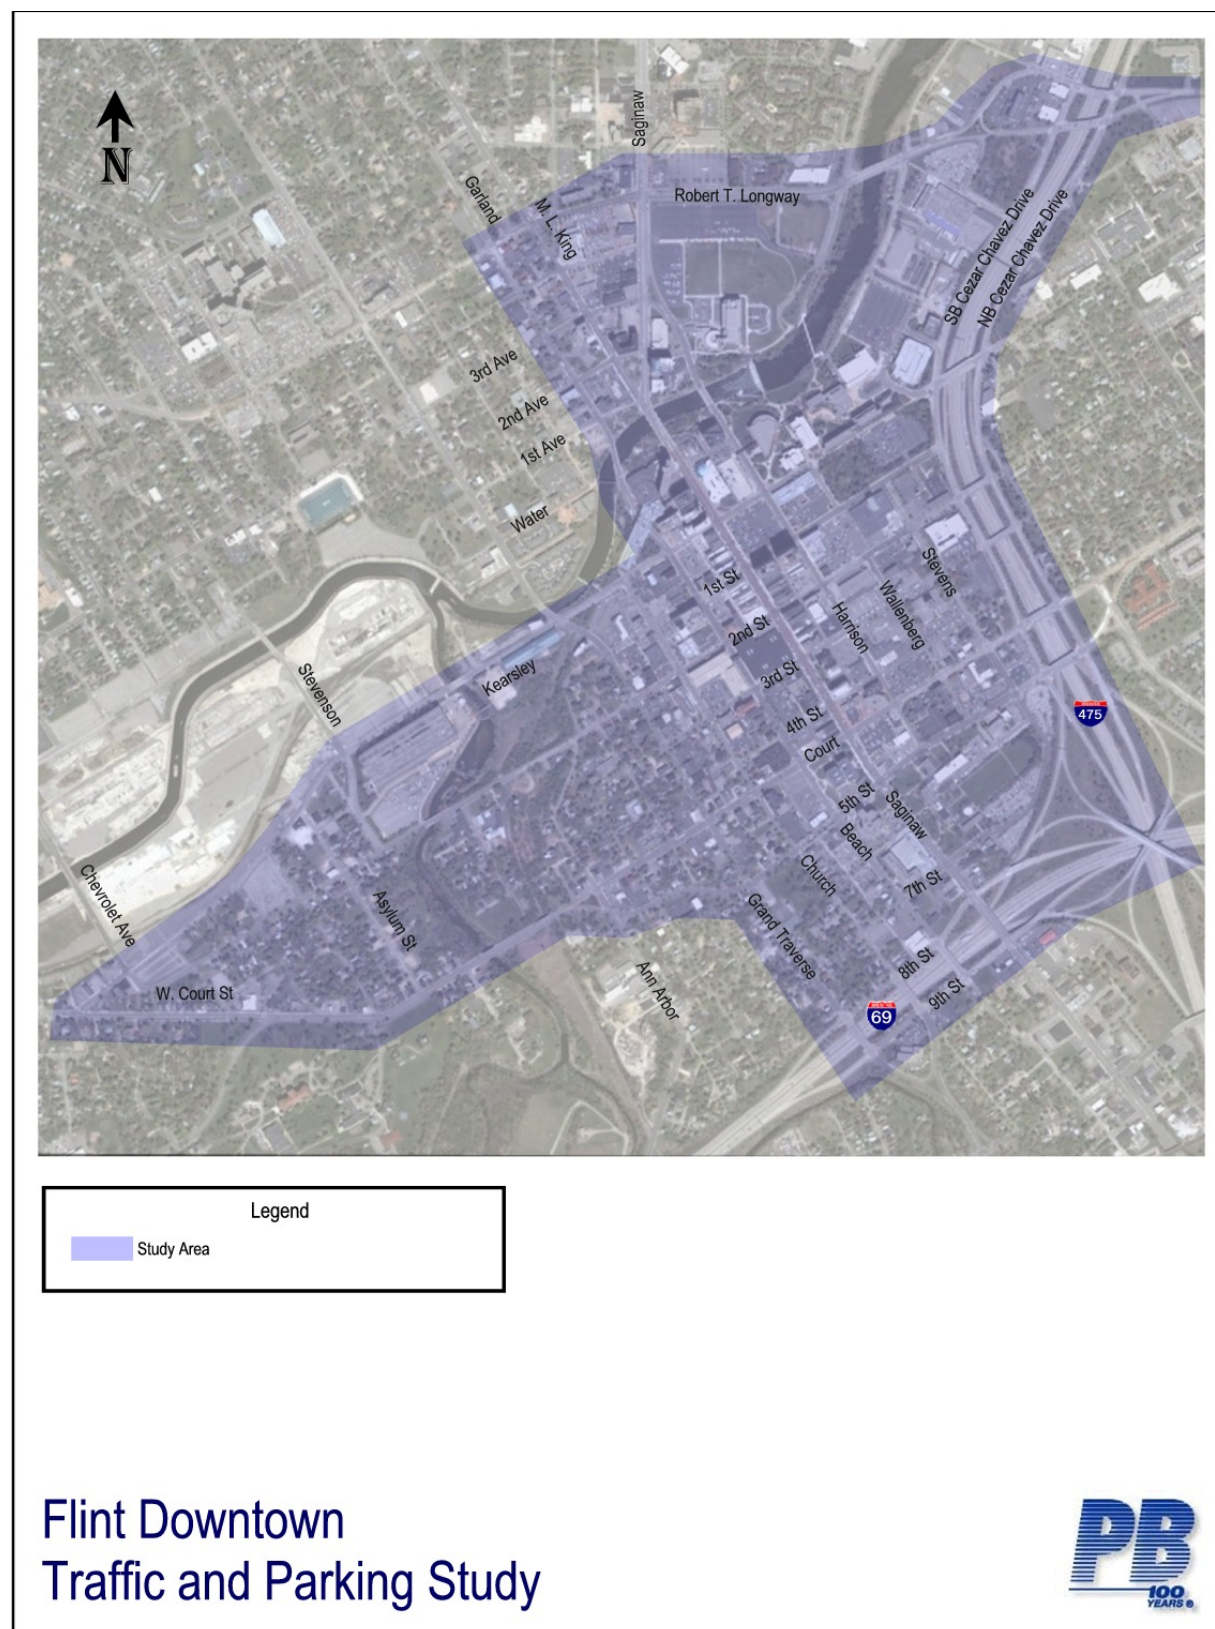 N
Saginaw
Garland
M. L. King
Robert T. Longway
SB Cezar Chavez Drive
NB Cezar Chavez Drive
3rd Ave
2nd Ave
1st Ave
Water
1st St
Stevens
Wallenberg
Harrison
2nd St
3rd St
Kearsley
Stevenson
4th St
475
Court
5th St
Saginaw
Beach
Church
7th St
Chevrolet Ave
Asylum St
Grand Traverse
8th St
9th St
Ann Arbor
W. Court St
69
Legend
Study Area
Flint Downtown
Traffic and Parking Study
PB
100
YEARS ®